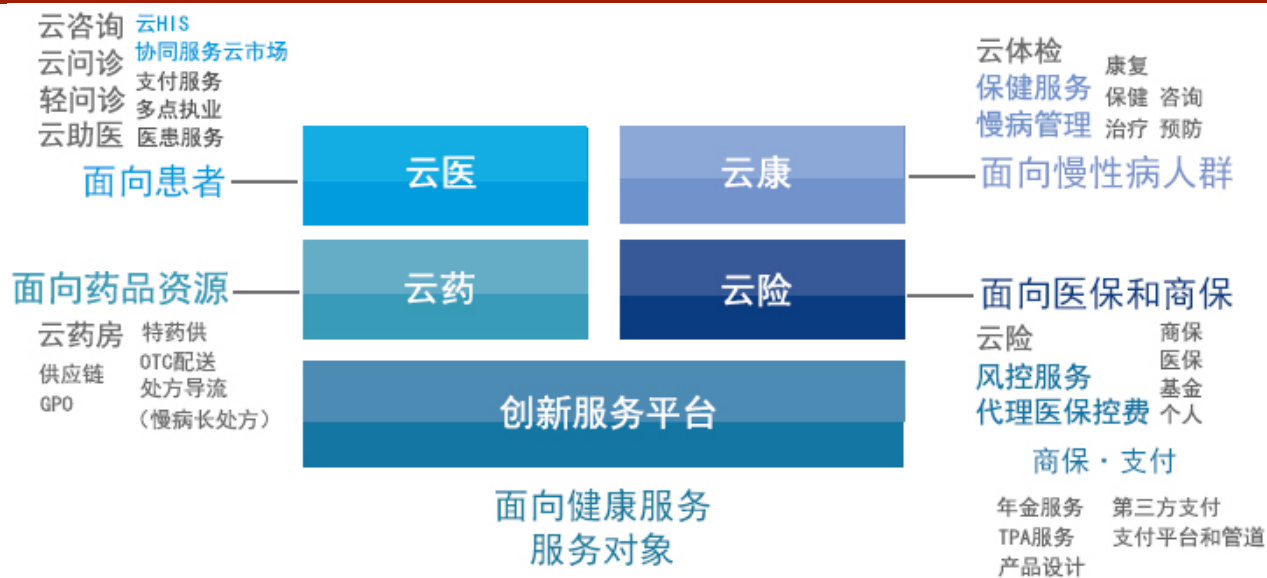 云咨询 云HIS
云问诊 协同服务云市场
轻问诊 支付服务
云助医 多点执业
医患服务
面向患者
云医
云康
云体检
保健服务
慢病管理
康复
保健 咨询
治疗 预防
面向慢性病人群
面向药品资源
云药
云险
面向医保和商保
云药房
供应链
GPO
特药供
OTC配送
处方导流
（慢病长处方）
云险
风控服务
代理医保控费
商保
医保
基金
个人
创新服务平台
商保·支付
面向健康服务
服务对象
年金服务 第三方支付
TPA服务 支付平台和管道
产品设计